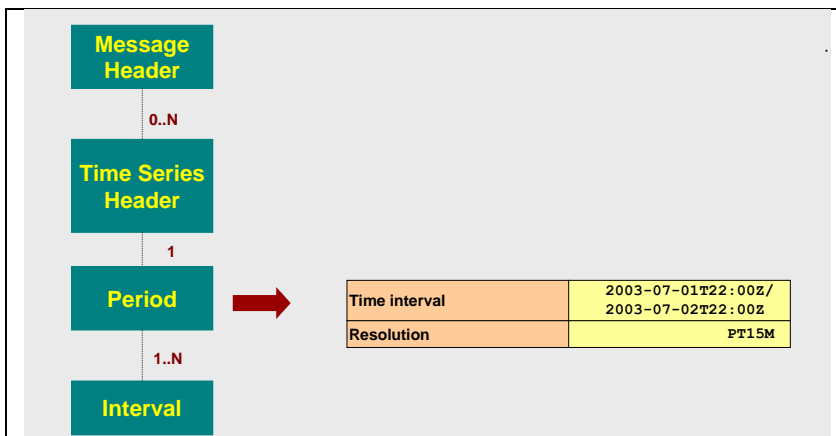 Message
Header
.
0..N
Time Series
Header
1
Period
Time interval
2003-07-01T22:00Z/
2003-07-02T22:00Z
Resolution
PT15M
1..N
Interval